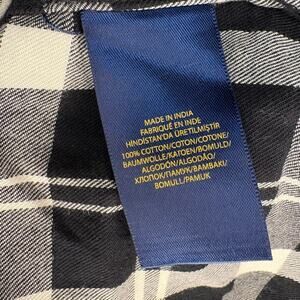 MADE IN INDIA
FABRIQUÉ EN INDE
HİNDİSTAN'DA ÜRETİLMİŞTİR
100% COTTON/COTON/COTONE/
BAUMWOLLE/KATOEN/BOMULD/
ALGODÓN/ALGODÃO/
ХЛОПОК/ПАМУК/ΒΑΜΒΑΚΙ/
BOMULL/PAMUK